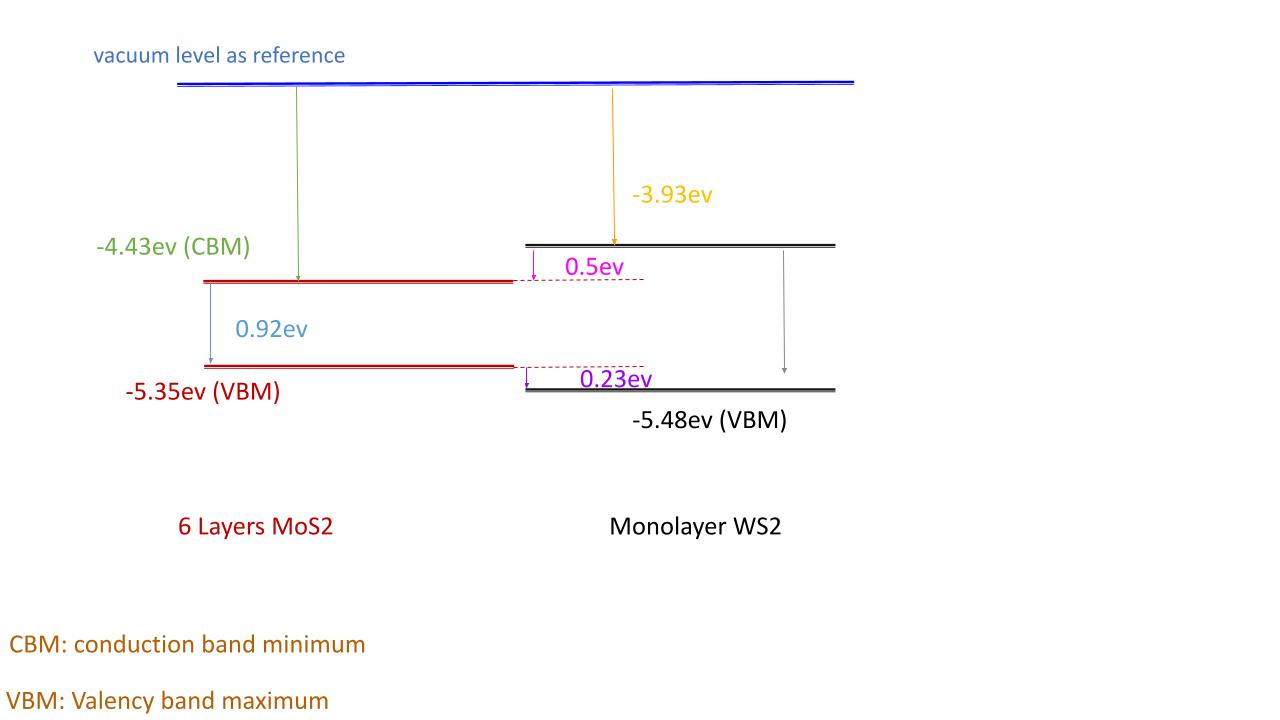 vacuum level as reference
-3.93ev
-4.43ev (CBM)
0.5ev
0.92ev
0.23ev
-5.35ev (VBM)
-5.48ev (VBM)
6 Layers MoS2
Monolayer WS2
CBM: conduction band minimum
VBM: Valency band maximum